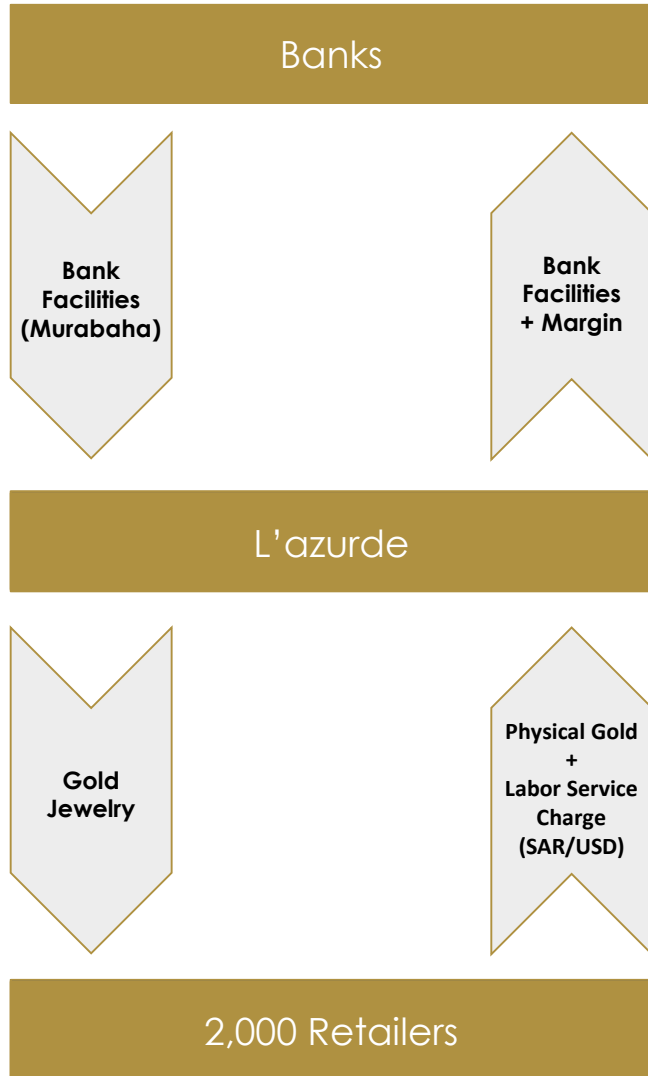 Banks
Bank
Facilities
(Murabaha)
Bank
Facilities
+ Margin
L’azurde
Gold
Jewelry
Physical Gold
+
Labor Service
Charge
(SAR/USD)
2,000 Retailers